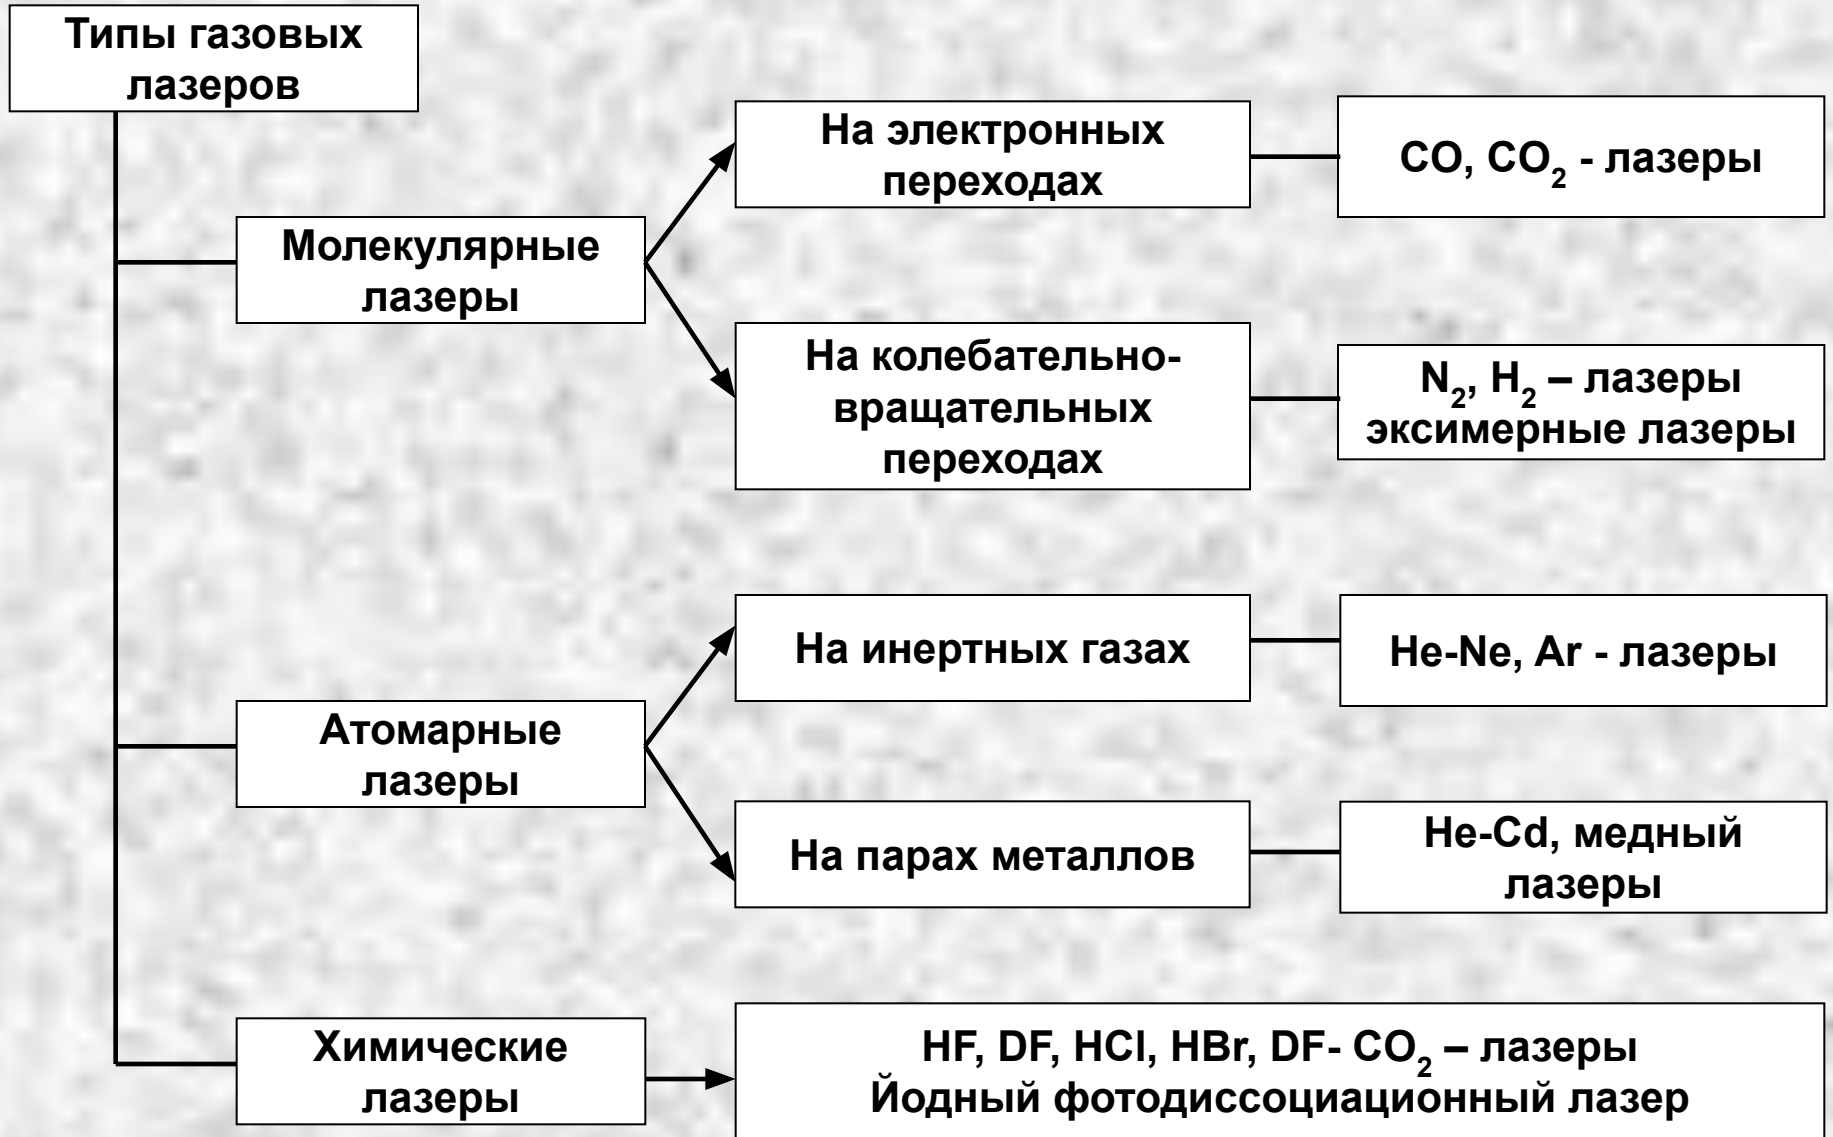 Типы газовых
лазеров
На электронных
переходах
CO, CO₂ - лазеры
Молекулярные
лазеры
На колебательно-
вращательных
переходах
N₂, H₂ – лазеры
эксимерные лазеры
На инертных газах
He-Ne, Ar - лазеры
Атомарные
лазеры
На парах металлов
He-Cd, медный
лазеры
Химические
лазеры
HF, DF, HCl, HBr, DF- CO₂ – лазеры
Йодный фотодиссоциационный лазер